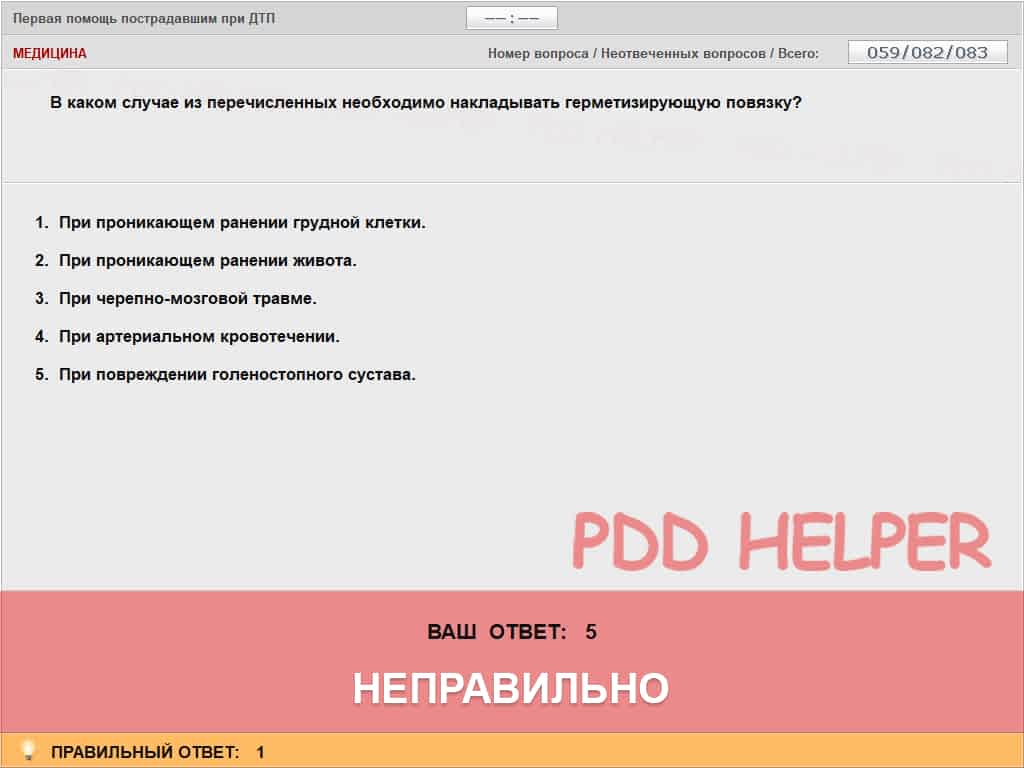 Первая помощь пострадавшим при ДТП
––:––
МЕДИЦИНА
Номер вопроса / Неотвеченных вопросов / Всего:
059/082/083
В каком случае из перечисленных необходимо накладывать герметизирующую повязку?
1. При проникающем ранении грудной клетки.
2. При проникающем ранении живота.
3. При черепно-мозговой травме.
4. При артериальном кровотечении.
5. При повреждении голеностопного сустава.
PDD HELPER
ВАШ ОТВЕТ: 5
НЕПРАВИЛЬНО
ПРАВИЛЬНЫЙ ОТВЕТ: 1